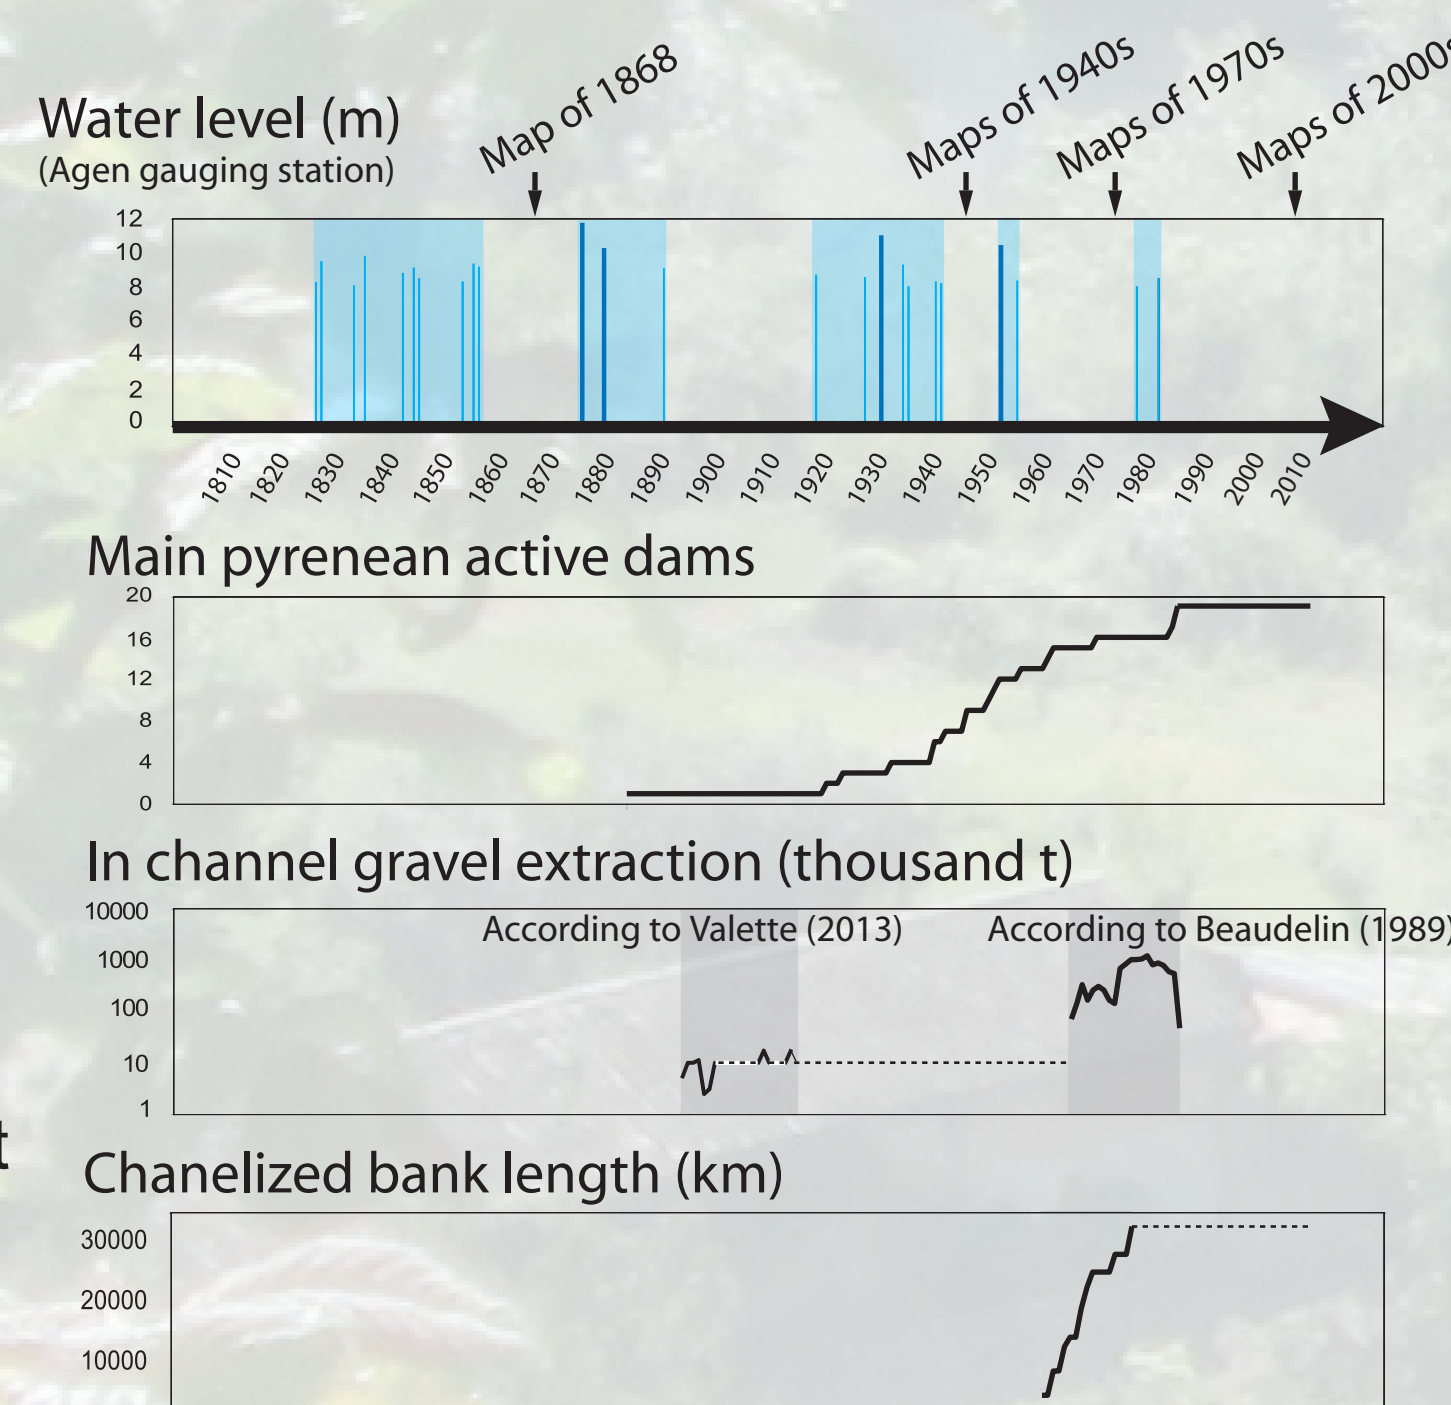 Map of 1868
Maps of 1940s
Maps of 1970s
Maps of 2000s
Water level (m)
(Agen gauging station)
12
10
8
6
4
2
0
1810 1820 1830 1840 1850 1860 1870 1880 1890 1900 1910 1920 1930 1940 1950 1960 1970 1980 1990 2000 2010
Main pyrenean active dams
20
16
12
8
4
0
In channel gravel extraction (thousand t)
According to Valette (2013) According to Beaudelin (1989)
10000
1000
100
10
1
t
Chanelized bank length (km)
30000
20000
10000